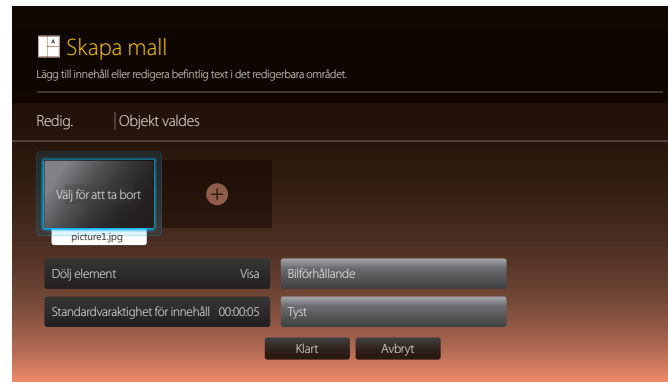 A
Skapa mall
Lägg till innehåll eller redigera befintlig text i det redigerbara området.
Redig. Objekt valdes
Välj för att ta bort
picture1.jpg
Dölj element Visa Bilförhållande
Standardvaraktighet för innehåll 00:00:05 Tyst
Klart Avbryt